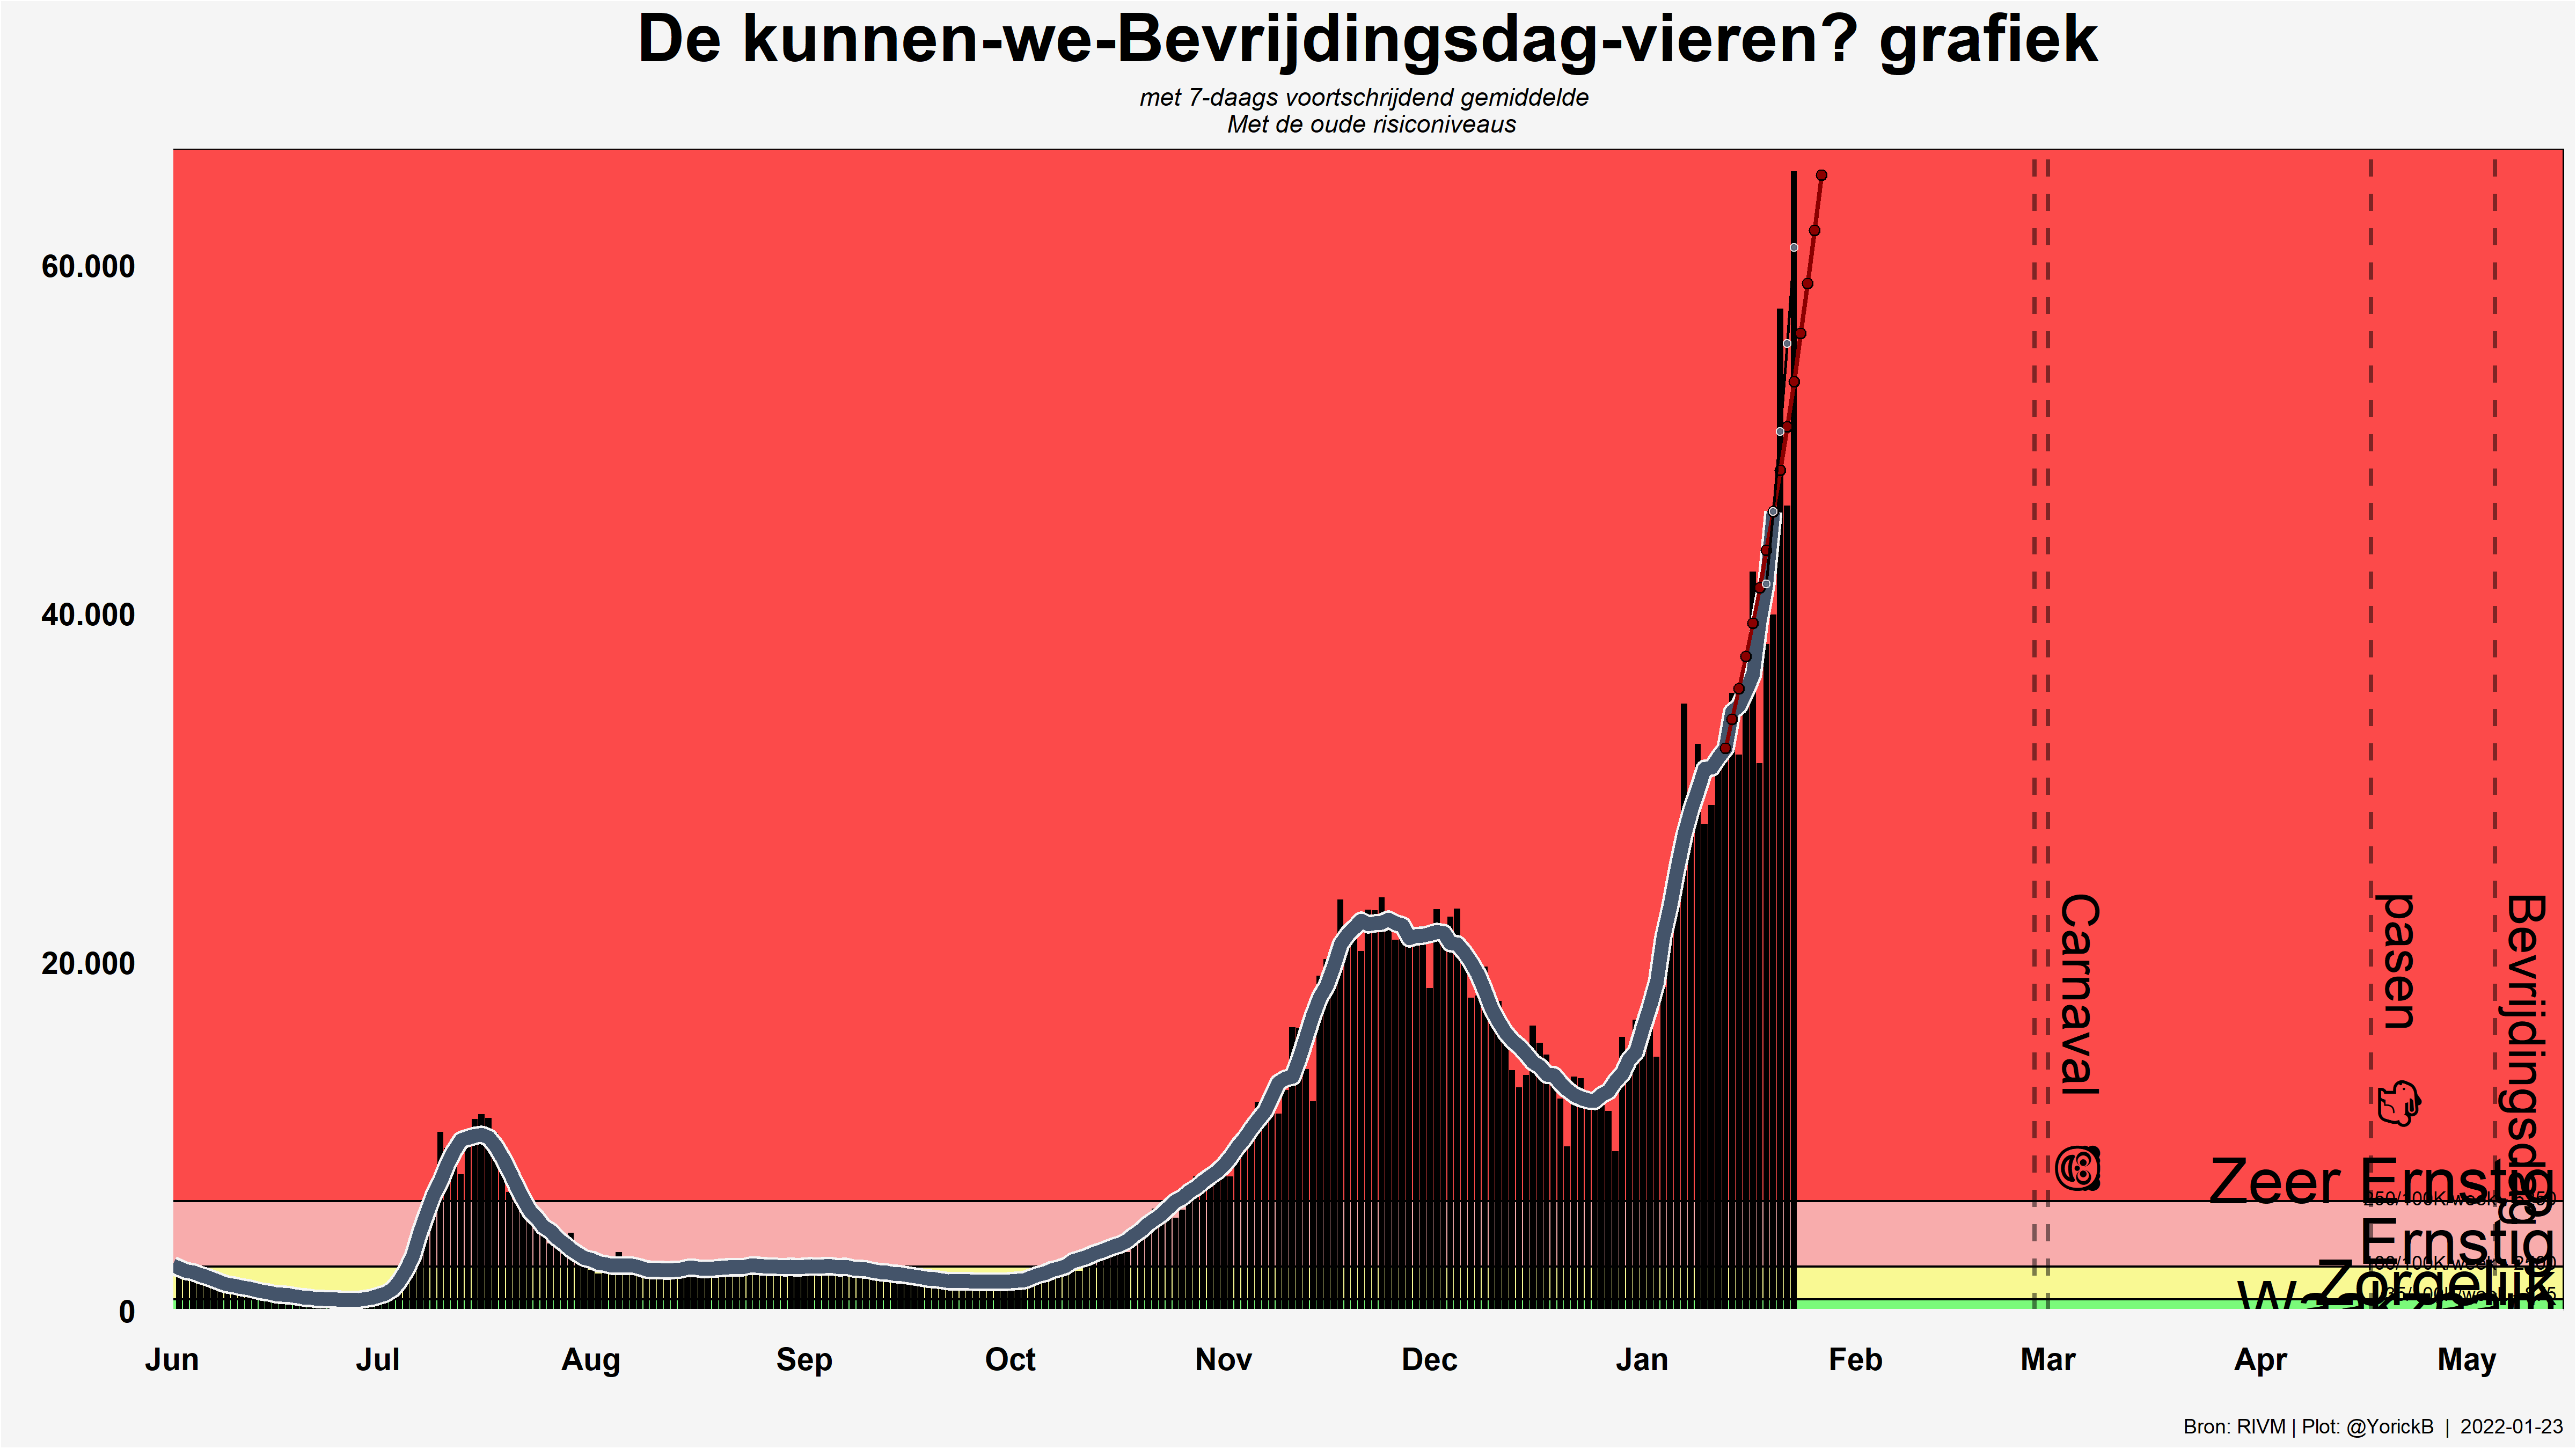 De kunnen-we-Bevrijdingsdag-vieren? grafiek
met 7-daags voortschrijdend gemiddelde
Met de oude risiconiveaus
60.000
40.000
20.000
0
Carnaval
pasen
Bevrijdingsdag
Zeer Ernstig
Ernstig
Zorgelijk
Waakzaam
Jun Jul Aug Sep Oct Nov Dec Jan Feb Mar Apr May
Bron: RIVM | Plot: @YorickB | 2022-01-23